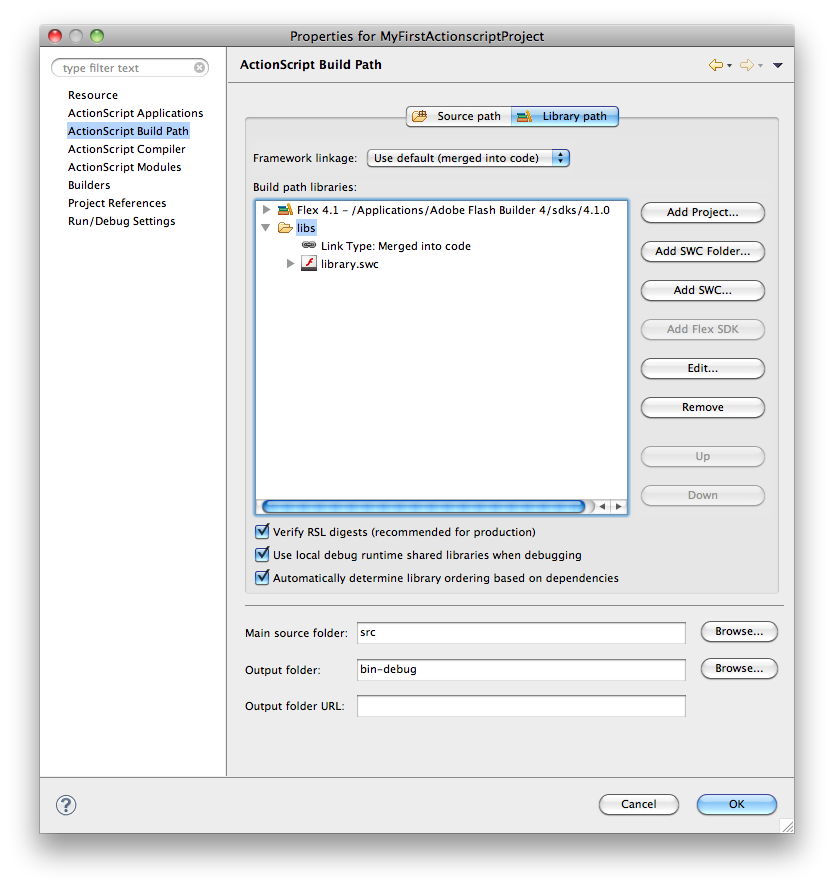 Properties for MyFirstActionscriptProject
type filter text
Resource
ActionScript Applications
ActionScript Build Path
ActionScript Compiler
ActionScript Modules
Builders
Project References
Run/Debug Settings
ActionScript Build Path
Source path
Library path
Framework linkage: Use default (merged into code)
Build path libraries:
Flex 4.1 – /Applications/Adobe Flash Builder 4/sdks/4.1.0
libs
Link Type: Merged into code
library.swc
Add Project...
Add SWC Folder...
Add SWC...
Add Flex SDK
Edit...
Remove
Up
Down
Verify RSL digests (recommended for production)
Use local debug runtime shared libraries when debugging
Automatically determine library ordering based on dependencies
Main source folder: src Browse...
Output folder: bin-debug Browse...
Output folder URL:
? Cancel OK